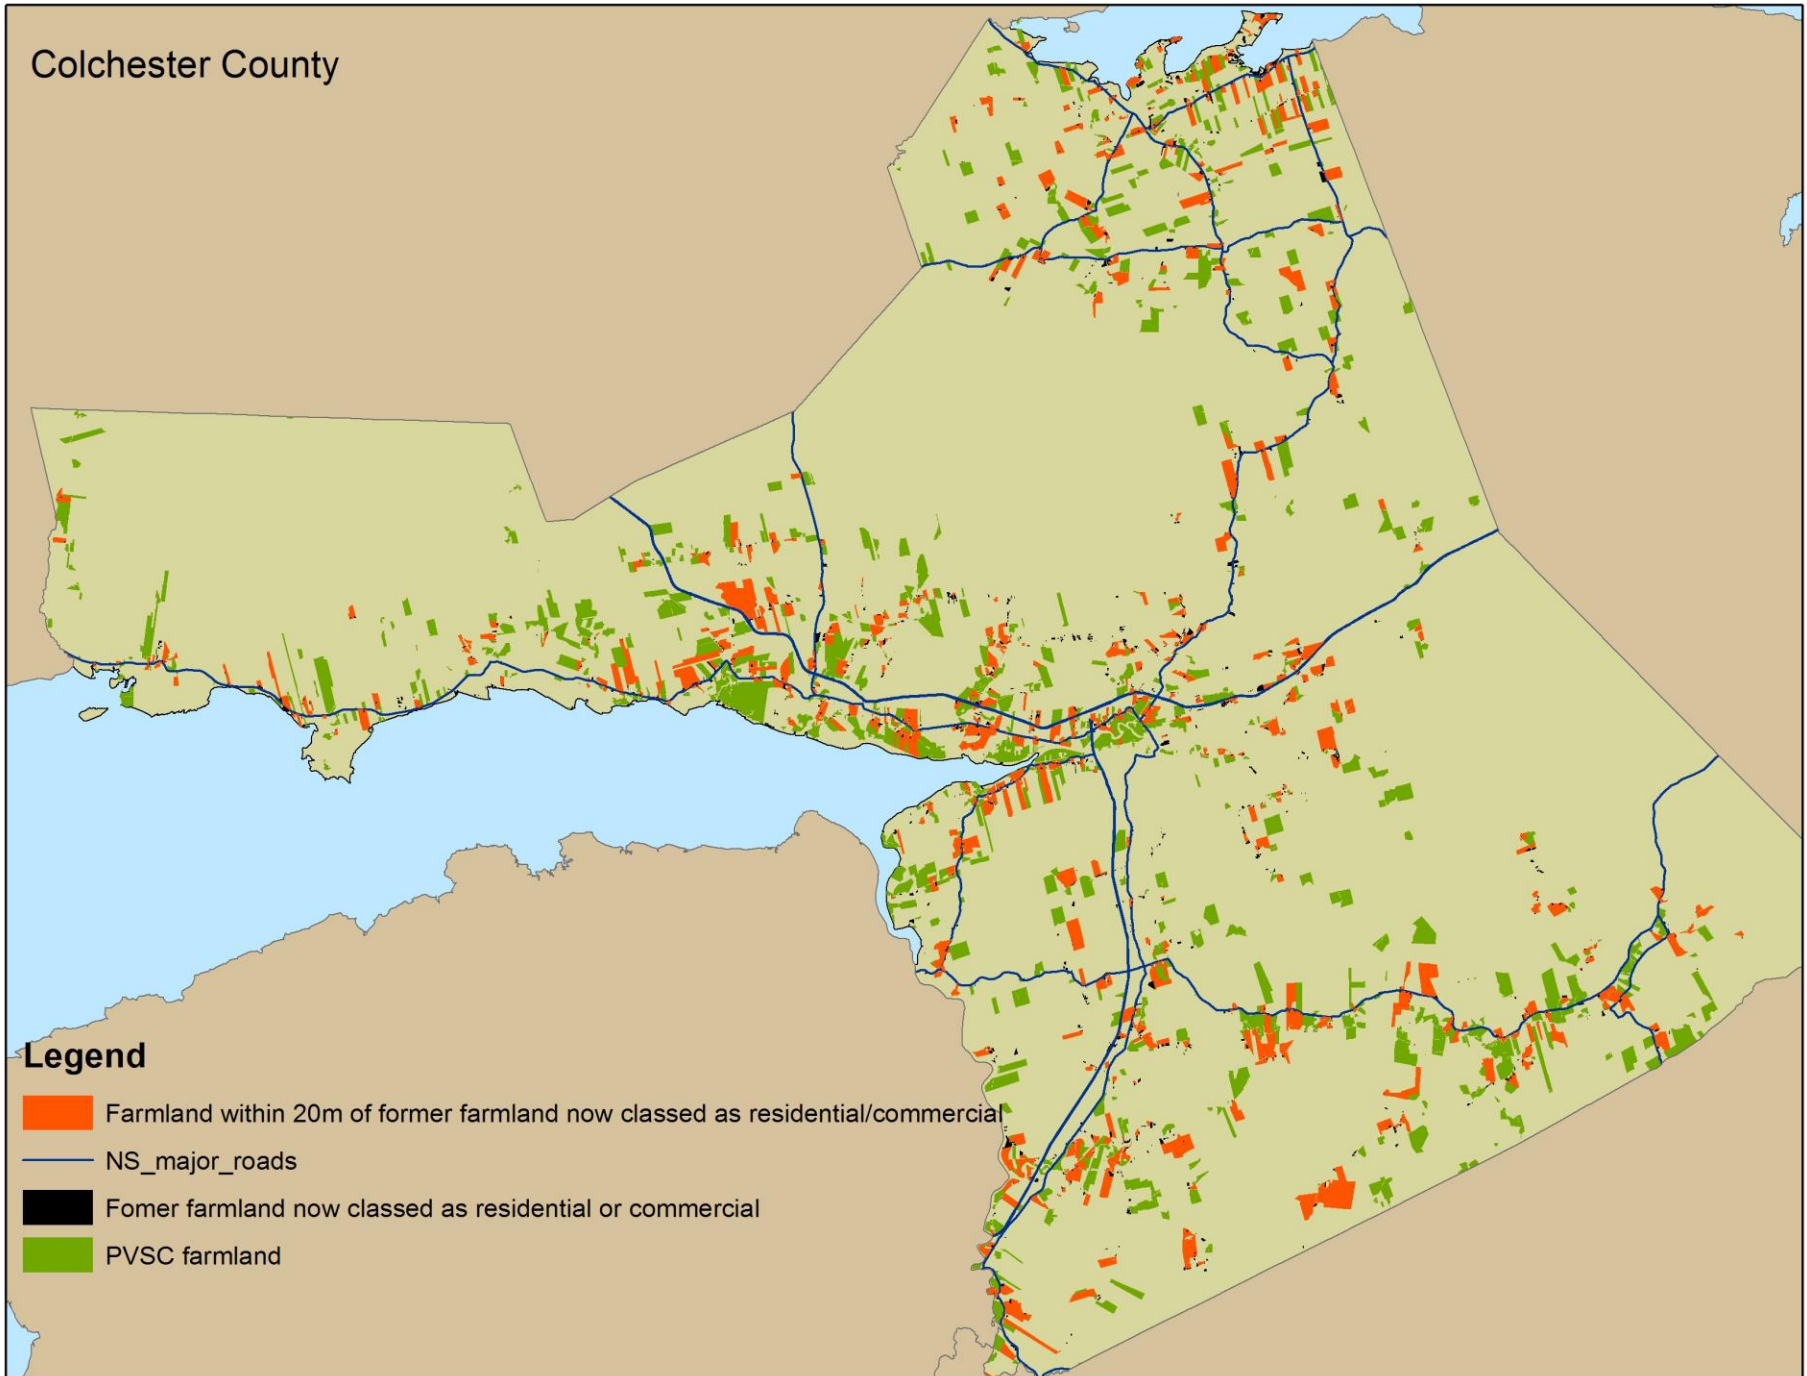 Colchester County
Legend
Farmland within 20m of former farmland now classed as residential/commercial
NS_major_roads
Fomer farmland now classed as residential or commercial
PVSC farmland